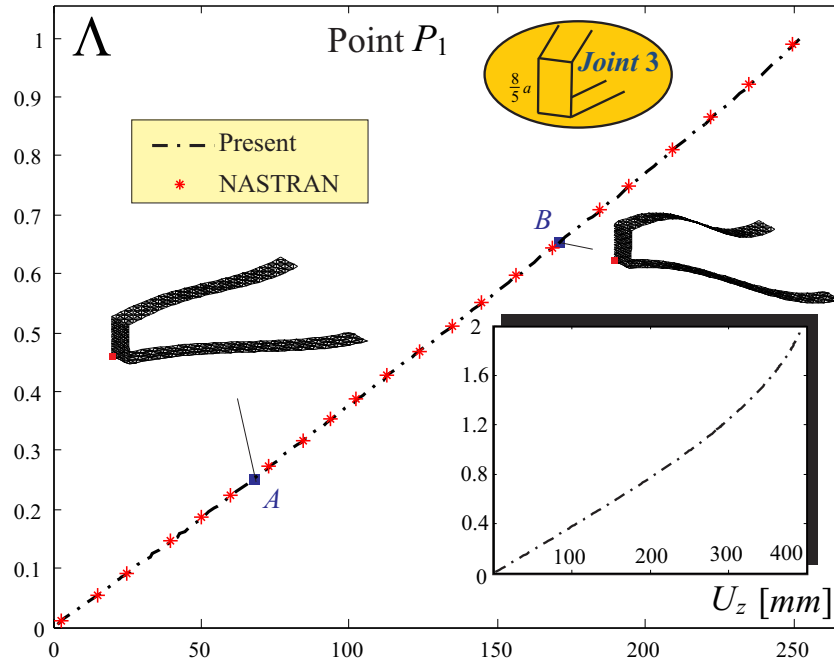 Λ
Point P1
Joint 3
8/5 a
Present
NASTRAN
B
A
1
0.9
0.8
0.7
0.6
0.5
0.4
0.3
0.2
0.1
0
0 50 100 150 200 250
2
1.6
1.2
0.8
0.4
0
100 200 300 400
Uz [mm]